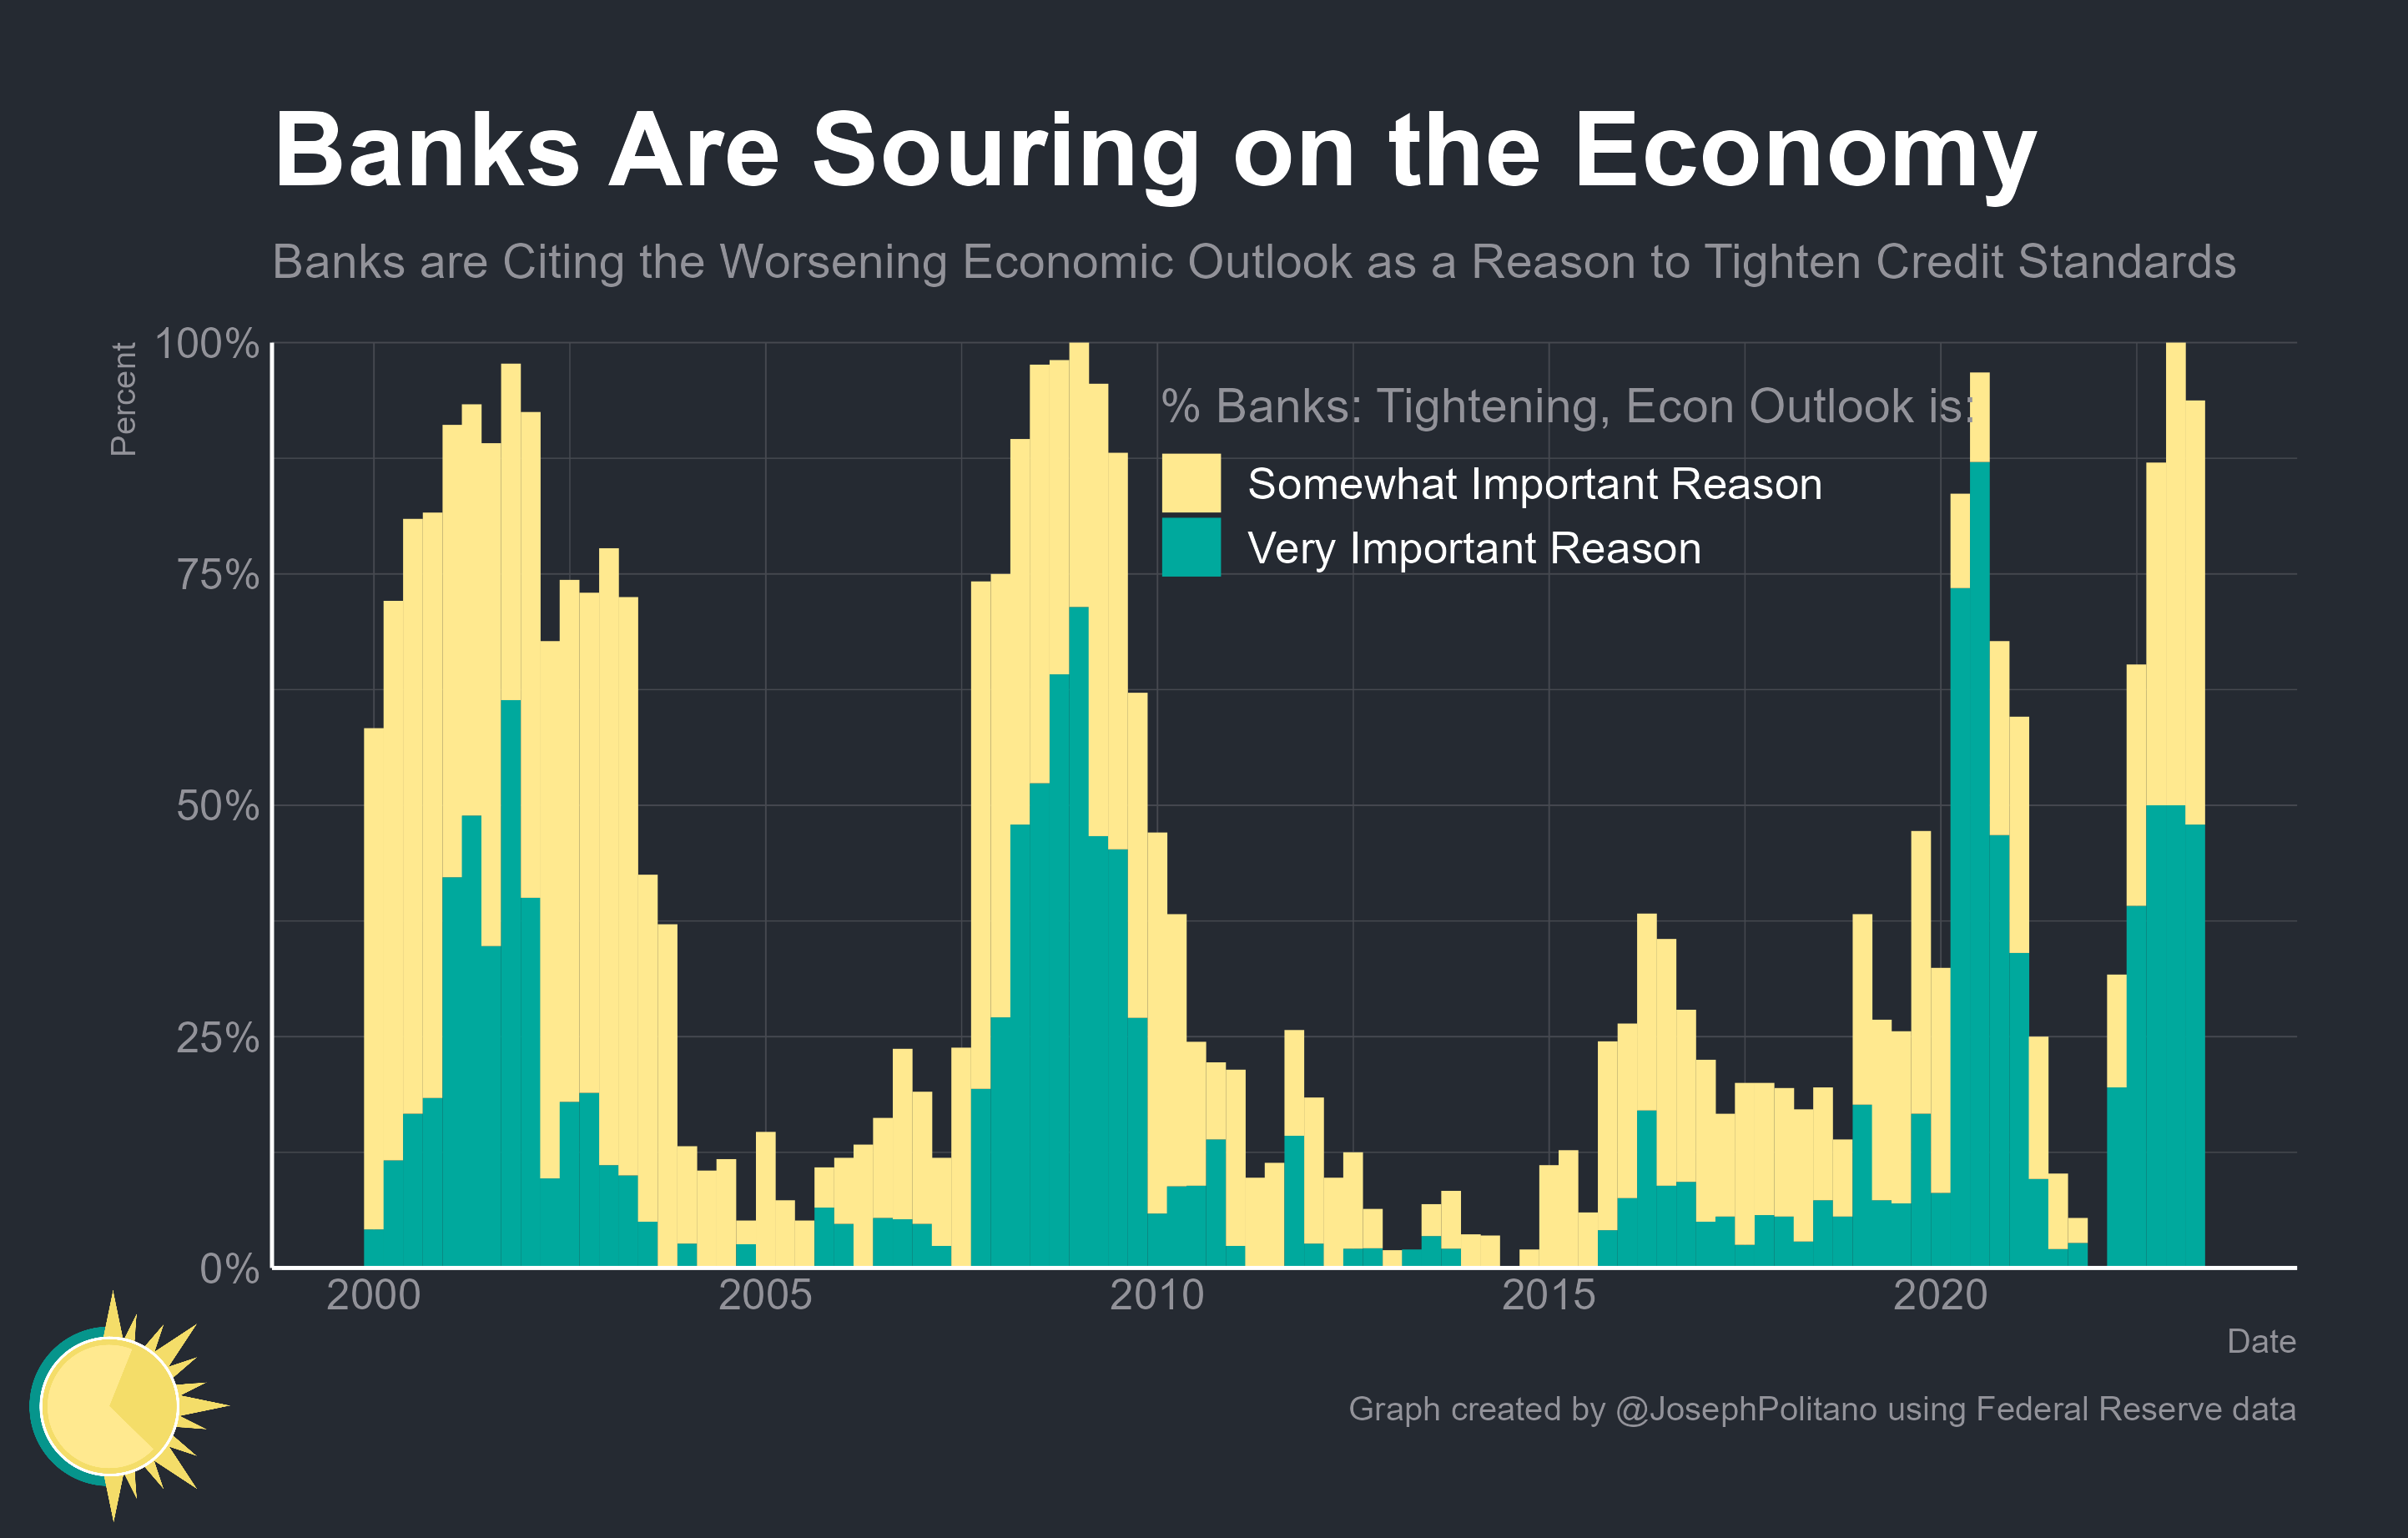 Banks Are Souring on the Economy
Banks are Citing the Worsening Economic Outlook as a Reason to Tighten Credit Standards
Percent
100%
75%
50%
25%
0%
% Banks: Tightening, Econ Outlook is:
Somewhat Important Reason
Very Important Reason
2000
2005
2010
2015
2020
Date
Graph created by @JosephPolitano using Federal Reserve data